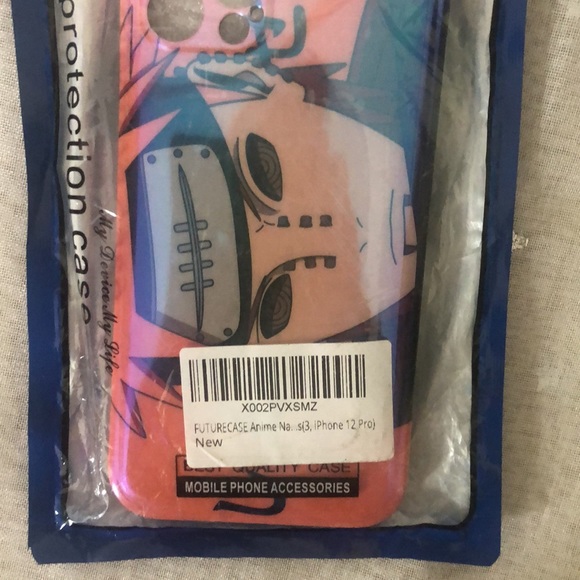 protection case
My Device My Life
X002PVXSMZ
FUTURECASE Anime Na...s(3, iPhone 12 Pro)
New
BEST QUALITY CASE
MOBILE PHONE ACCESSORIES